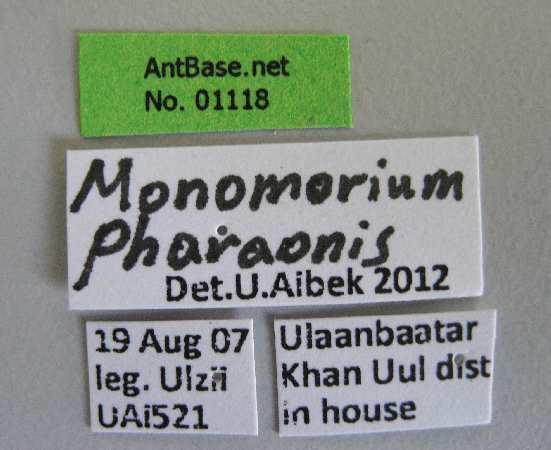 AntBase.net
No. 01118
Monomorium
Pharaonis
Det.U.Aibek 2012
19 Aug 07
leg. Ulzii
UAi521
Ulaanbaatar
Khan Uul dist
in house